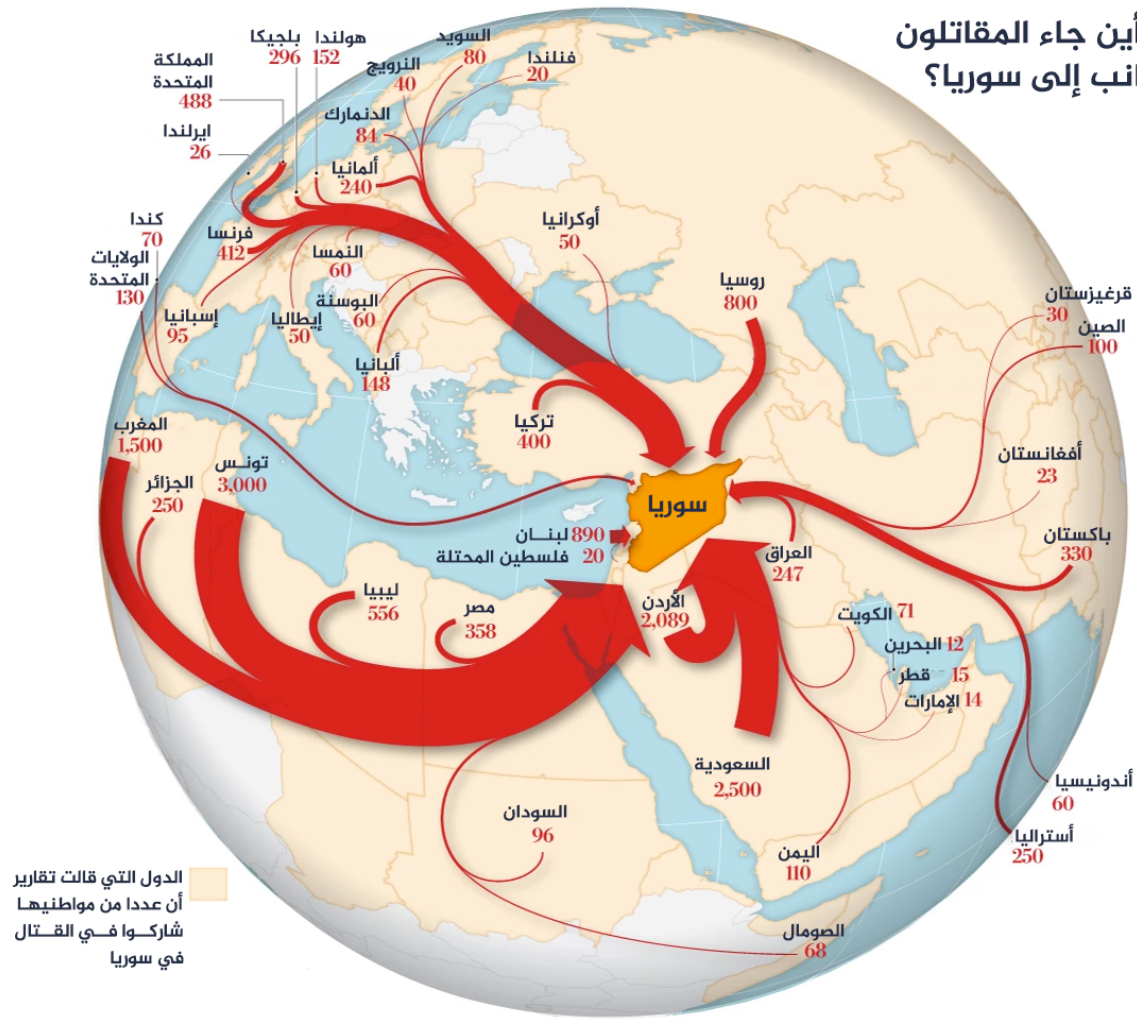 أين جاء المقاتلون
انب إلى سوريا؟
السويد
80
فنلندا
20
النرويج
40
هولندا
152
بلجيكا
296
المملكة
المتحدة
488
ايرلندا
26
الدنمارك
84
ألمانيا
240
كندا
70
الولايات
المتحدة
130
فرنسا
412
النمسا
60
أوكرانيا
50
روسيا
800
قرغيزستان
30
الصين
100
إسبانيا
95
إيطاليا
50
البوسنة
60
ألبانيا
148
تركيا
400
المغرب
1,500
الجزائر
250
تونس
3,000
أفغانستان
23
سوريا
باكستان
330
لبنــان 890
فلسطين المحتلة 20
العراق
247
ليبيا
556
مصر
358
الأردن
2,089
الكويت 71
البحرين 12
قطر 15
الإمارات 14
السعودية
2,500
أندونيسيا
60
أستراليا
250
السودان
96
اليمن
110
الصومال
68
الدول التي قالت تقارير
أن عددا من مواطنيهـا
شاركــوا فــي القــتال
في سوريا